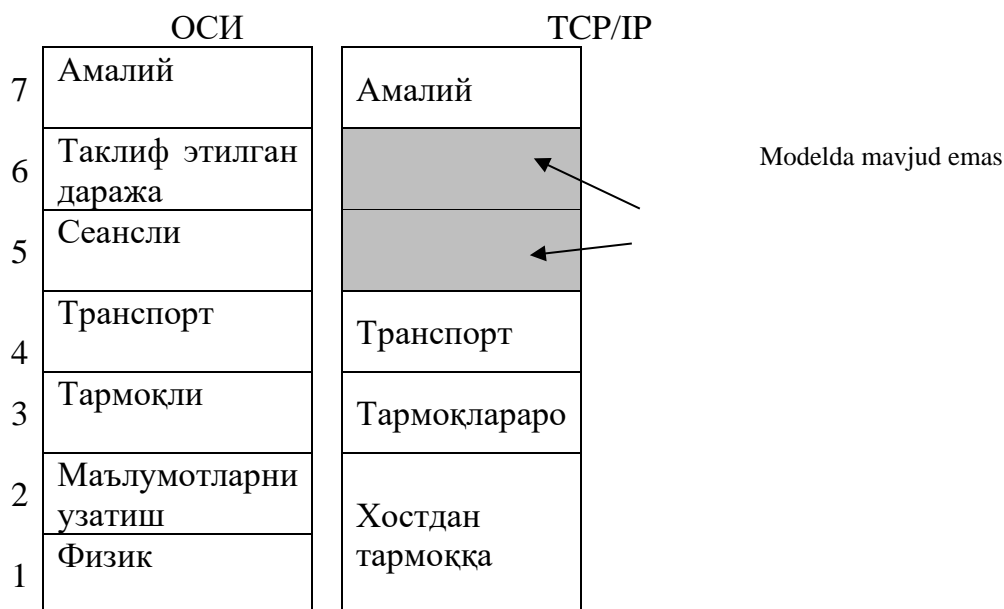 ОСИ TCP/IP
7 Амалий Амалий
6 Таклиф этилган
даража
Modelda mavjud emas
5 Сеансли
4 Транспорт Транспорт
3 Тармоқли Тармоқлараро
2 Маълумотларни
узатиш
Хостдан
тармоққа
1 Физик